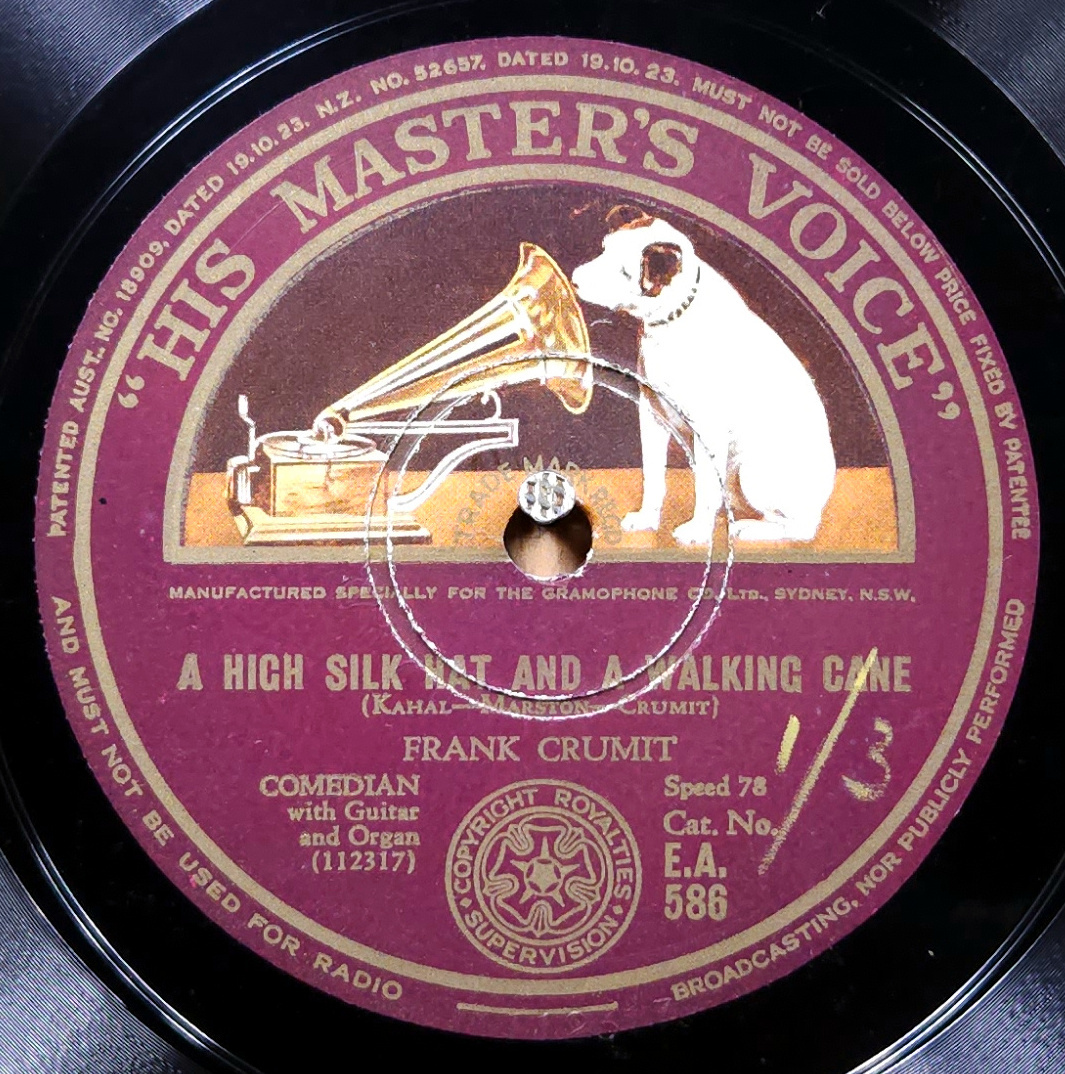 PATENTED AUST. NO. 18909, DATED 19.10.23. N.Z. NO. 52657. DATED 19.10.23. MUST NOT BE SOLD BELOW PRICE FIXED BY PATENTEE
"HIS MASTER'S VOICE"
TRADE MARK
MANUFACTURED SPECIALLY FOR THE GRAMOPHONE CO. LTD., SYDNEY, N.S.W.
A HIGH SILK HAT AND A WALKING CANE
(KAHAL—MARSTON—CRUMIT)
FRANK CRUMIT
COMEDIAN
with Guitar
and Organ
(112317)
COPYRIGHT ROYALTIES
SUPERVISION
Speed 78
Cat. No.
E.A.
586
AND MUST NOT BE USED FOR RADIO
BROADCASTING, NOR PUBLICLY PERFORMED